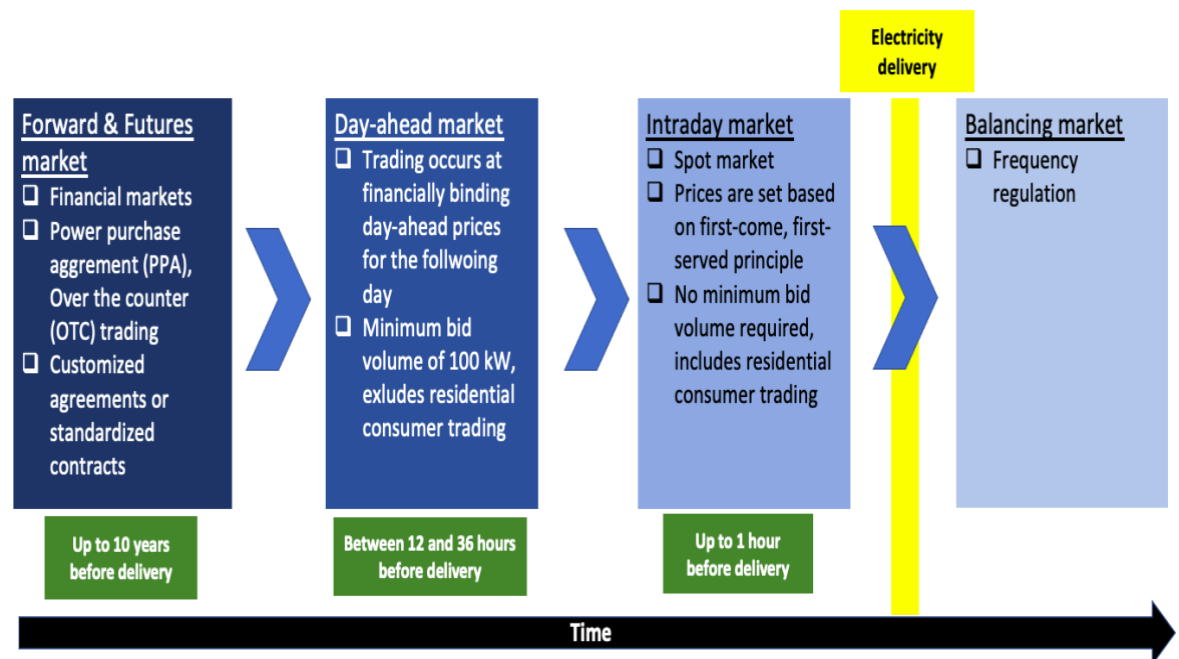 Electricity
delivery
Forward & Futures
market
❑ Financial markets
❑ Power purchase
aggrement (PPA),
Over the counter
(OTC) trading
❑ Customized
agreements or
standardized
contracts
Up to 10 years
before delivery
Day-ahead market
❑ Trading occurs at
financially binding
day-ahead prices
for the follwoing
day
❑ Minimum bid
volume of 100 kW,
exludes residential
consumer trading
Between 12 and 36 hours
before delivery
Intraday market
❑ Spot market
❑ Prices are set based
on first-come, first-
served principle
❑ No minimum bid
volume required,
includes residential
consumer trading
Up to 1 hour
before delivery
Balancing market
❑ Frequency
regulation
Time